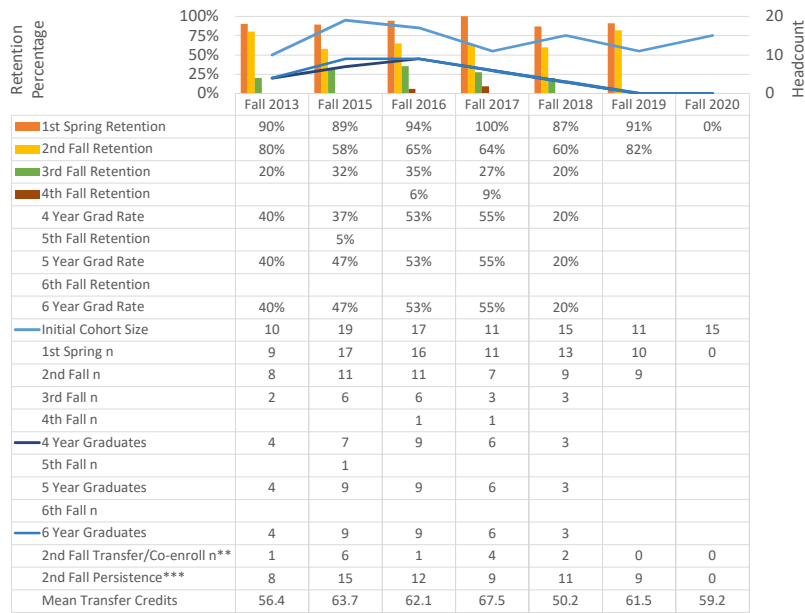 100%
75%
50%
25%
0%
Retention
Percentage
20
10
0
Headcount
Fall 2013 Fall 2015 Fall 2016 Fall 2017 Fall 2018 Fall 2019 Fall 2020
1st Spring Retention 90% 89% 94% 100% 87% 91% 0%
2nd Fall Retention 80% 58% 65% 64% 60% 82%
3rd Fall Retention 20% 32% 35% 27% 20%
4th Fall Retention 6% 9%
4 Year Grad Rate 40% 37% 53% 55% 20%
5th Fall Retention 5%
5 Year Grad Rate 40% 47% 53% 55% 20%
6th Fall Retention
6 Year Grad Rate 40% 47% 53% 55% 20%
Initial Cohort Size 10 19 17 11 15 11 15
1st Spring n 9 17 16 11 13 10 0
2nd Fall n 8 11 11 7 9 9
3rd Fall n 2 6 6 3 3
4th Fall n 1 1
4 Year Graduates 4 7 9 6 3
5th Fall n 1
5 Year Graduates 4 9 9 6 3
6th Fall n
6 Year Graduates 4 9 9 6 3
2nd Fall Transfer/Co-enroll n** 1 6 1 4 2 0 0
2nd Fall Persistence*** 8 15 12 9 11 9 0
Mean Transfer Credits 56.4 63.7 62.1 67.5 50.2 61.5 59.2